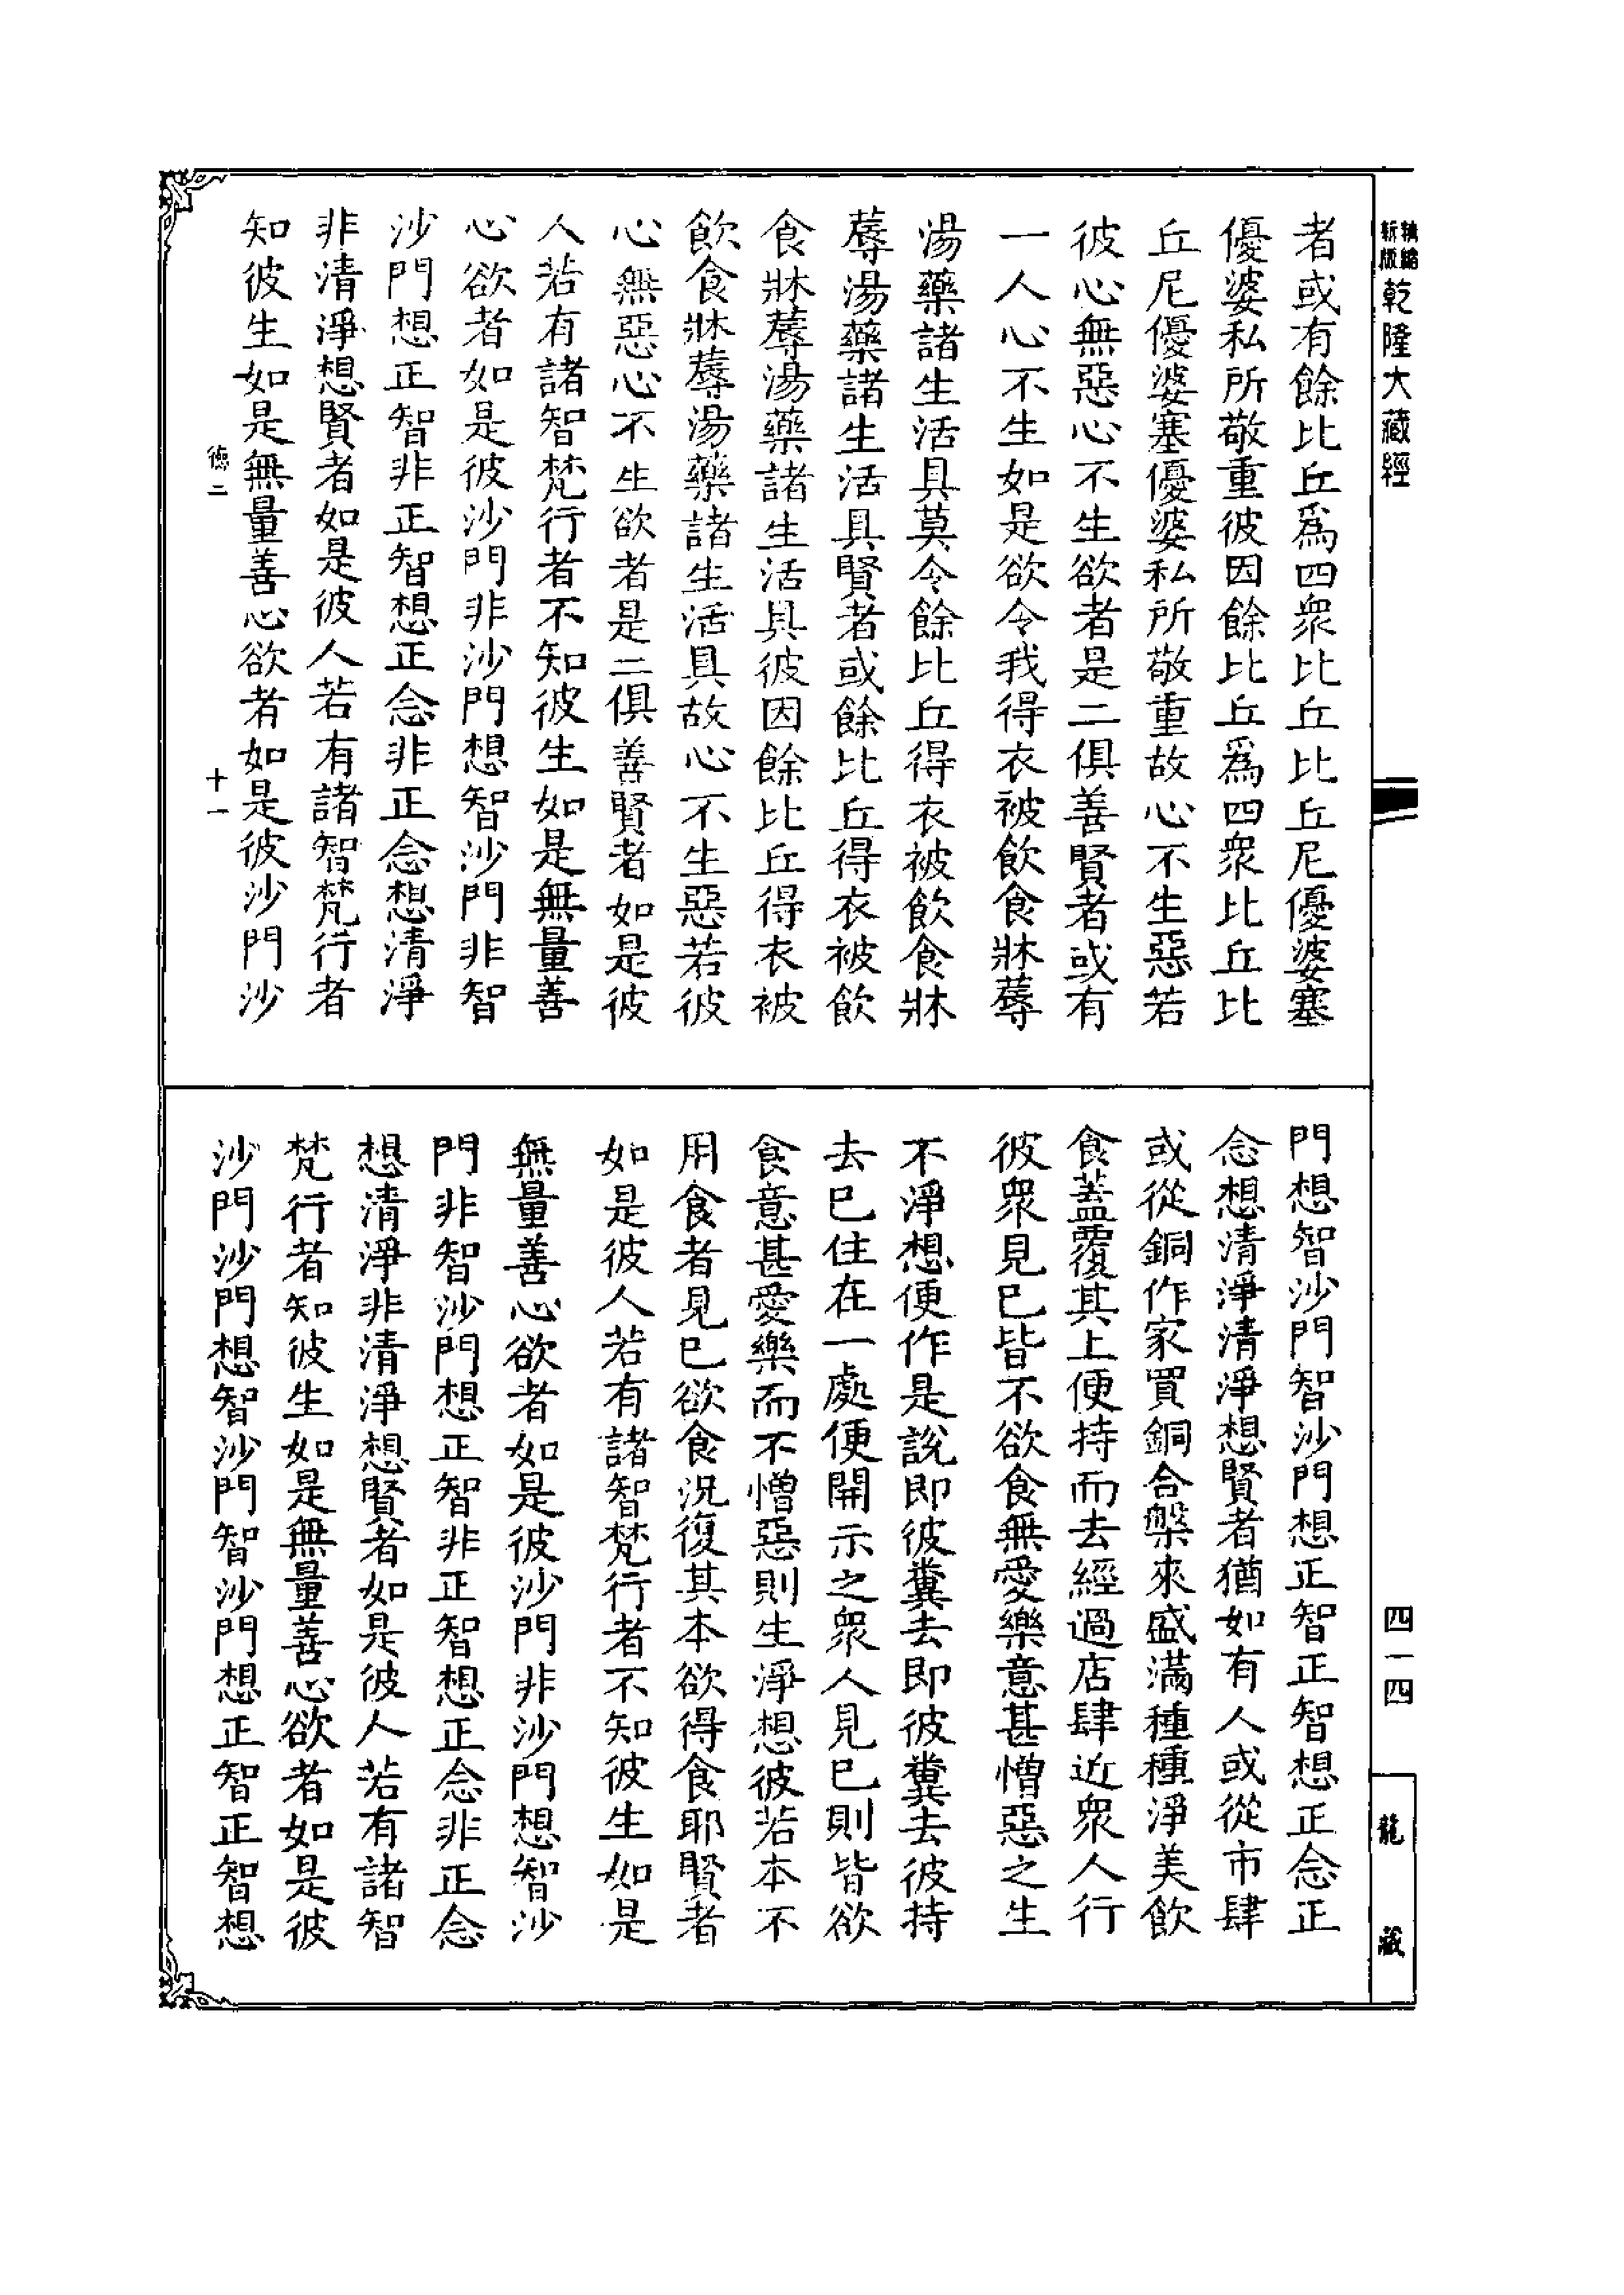 精縮新版乾隆大藏經
四一四
龍藏
者或有餘比丘爲四衆比丘比丘尼優婆塞
優婆私所敬重彼因餘比丘爲四衆比丘比
丘尼優婆塞優婆私所敬重故心不生惡若
彼心無惡心不生欲者是二俱善賢者或有
一人心不生如是欲令我得衣被飲食牀蓐
湯藥諸生活具莫令餘比丘得衣被飲食牀
蓐湯藥諸生活具賢者或餘比丘得衣被飲
食牀蓐湯藥諸生活具彼因餘比丘得衣被
飲食牀蓐湯藥諸生活具故心不生惡若彼
心無惡心不生欲者是二俱善賢者如是彼
人若有諸智梵行者不知彼生如是無量善
心欲者如是彼沙門非沙門想智沙門非智
沙門想正智非正智想正念非正念想清淨
非清淨想賢者如是彼人若有諸智梵行者
知彼生如是無量善心欲者如是彼沙門沙
德二
十一
門想智沙門智沙門想正智正智想正念正
念想清淨清淨想賢者猶如有人或從市肆
或從銅作家買銅合槃來盛滿種種淨美飲
食蓋覆其上便持而去經過店肆近衆人行
彼衆見已皆不欲食無愛樂意甚憎惡之生
不淨想便作是說即彼糞去即彼糞去彼持
去已住在一處便開示之衆人見已則皆欲
食意甚愛樂而不憎惡則生淨想彼若本不
用食者見已欲食況復其本欲得食耶賢者
如是彼人若有諸智梵行者不知彼生如是
無量善心欲者如是彼沙門非沙門想智沙
門非智沙門想正智非正智想正念非正念
想清淨非清淨想賢者如是彼人若有諸智
梵行者知彼生如是無量善心欲者如是彼
沙門沙門想智沙門智沙門想正智正智想